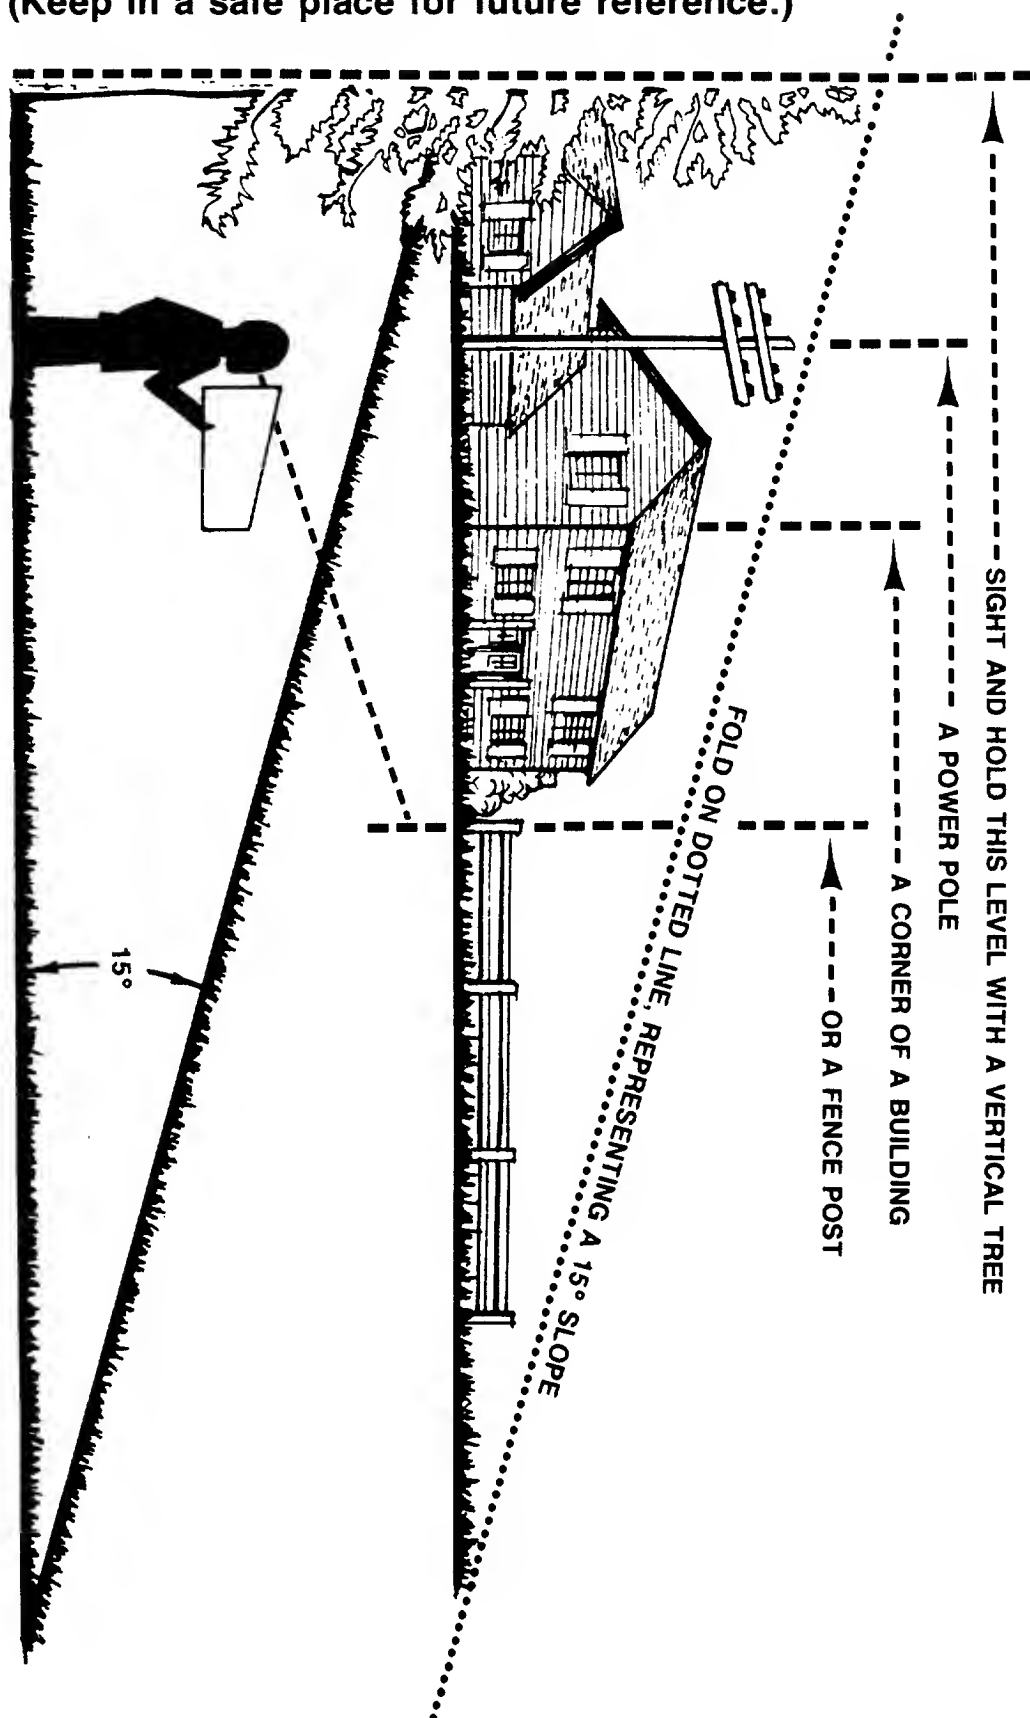 (Keep in a safe place for future reference.)
SIGHT AND HOLD THIS LEVEL WITH A VERTICAL TREE
A POWER POLE
A CORNER OF A BUILDING
OR A FENCE POST
FOLD ON DOTTED LINE, REPRESENTING A 15° SLOPE
15°